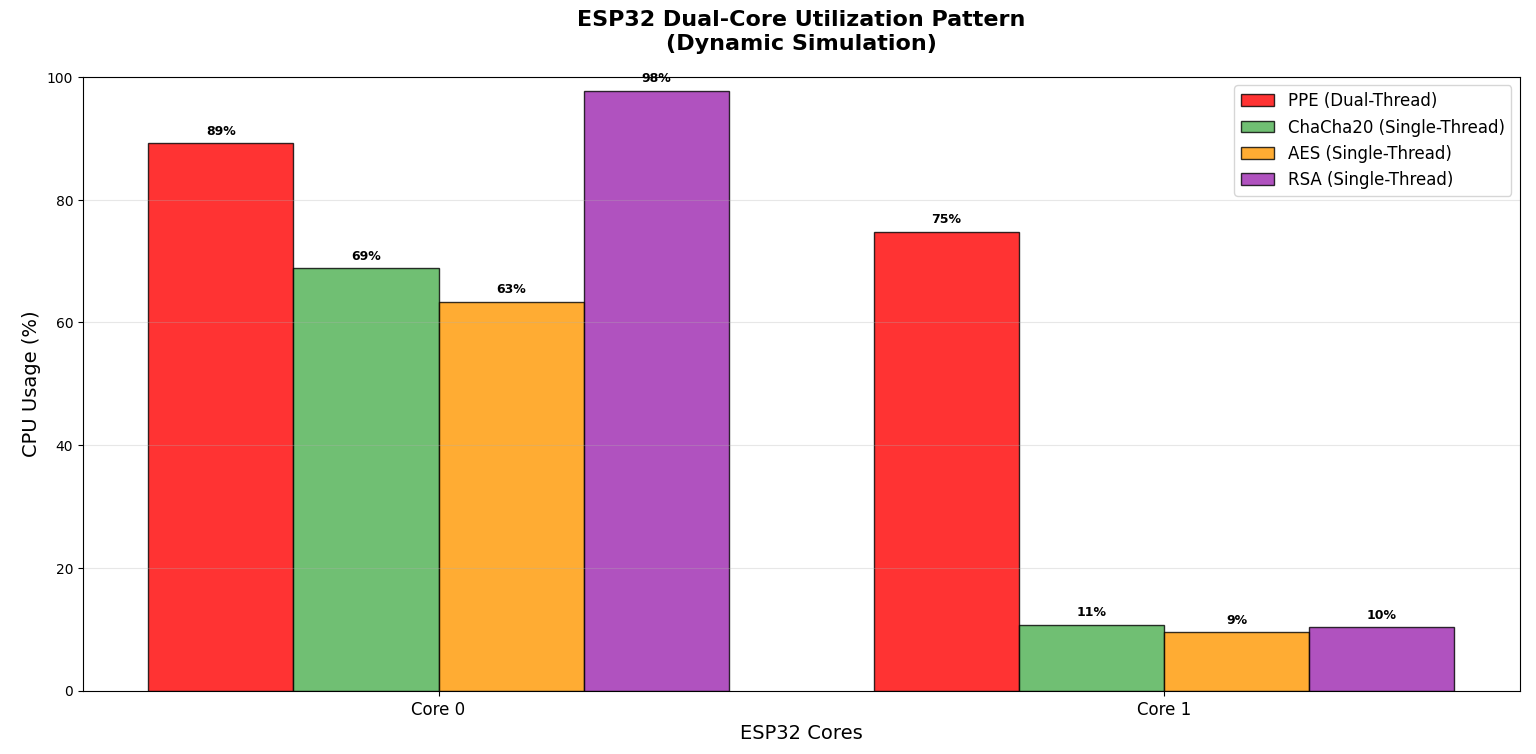 ESP32 Dual-Core Utilization Pattern
(Dynamic Simulation)
100
80
60
40
20
0
CPU Usage (%)
89%
69%
63%
98%
75%
11%
9%
10%
PPE (Dual-Thread)
ChaCha20 (Single-Thread)
AES (Single-Thread)
RSA (Single-Thread)
Core 0
Core 1
ESP32 Cores